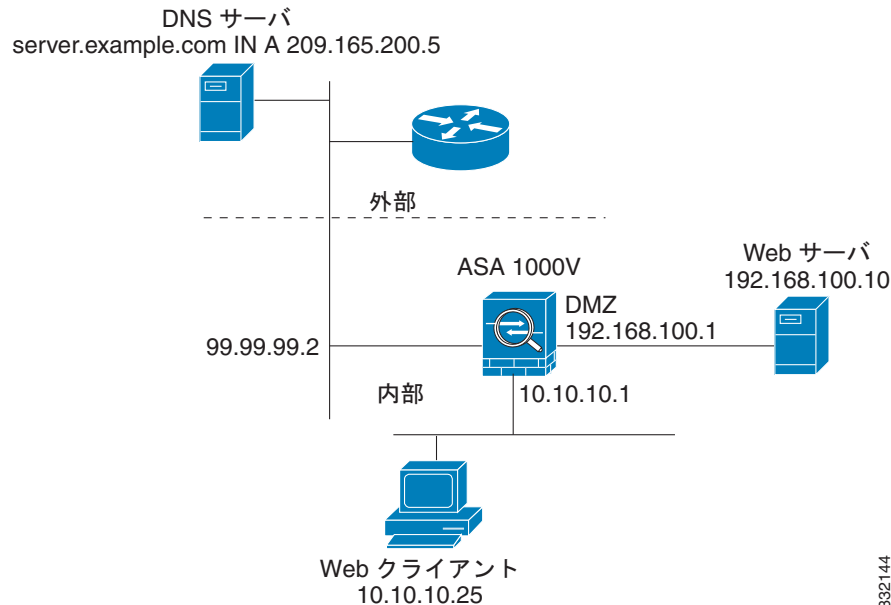 DNS サーバ
server.example.com IN A 209.165.200.5
外部
ASA 1000V
Web サーバ
192.168.100.10
DMZ
192.168.100.1
99.99.99.2
内部
10.10.10.1
Web クライアント
10.10.10.25
332144